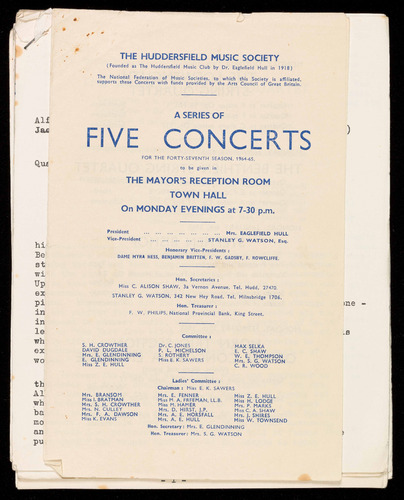 THE HUDDERSFIELD MUSIC SOCIETY
(Founded as The Huddersfield Music Club by Dr. Eaglefield Hull in 1918)
The National Federation of Music Societies, to which this Society is affiliated,
supports these Concerts with funds provided by the Arts Council of Great Britain.
A SERIES OF
FIVE CONCERTS
FOR THE FORTY-SEVENTH SEASON, 1964-65,
to be given in
THE MAYOR'S RECEPTION ROOM
TOWN HALL
On MONDAY EVENINGS at 7-30 p.m.
President ... ... ... ... ... ... Mrs. EAGLEFIELD HULL
Vice-President ... ... ... ... STANLEY G. WATSON, Esq.
Honorary Vice-Presidents :
DAME MYRA HESS, BENJAMIN BRITTEN, F. W. GADSBY, F. ROWCLIFFE.
Hon. Secretaries :
Miss C. ALISON SHAW, 3a Vernon Avenue. Tel. Hudd. 27470.
STANLEY G. WATSON, 342 New Hey Road. Tel. Milnsbridge 1706.
Hon. Treasurer :
F. W. PHILIPS, National Provincial Bank, King Street.
Committee :
S. H. CROWTHER Dr. C. JONES MAX SELKA
DAVID DUGDALE P. L. MICHELSON E. C. SHAW
Mrs. E. GLENDINNING S. ROTHERY W. E. THOMPSON
E. GLENDINNING Miss E. K. SAWERS Mrs. S. G. WATSON
Miss Z. E. HULL C. R. WOOD
Ladies' Committee :
Chairman : Miss E. K. SAWERS
Mrs. BRANSOM Mrs. E. FENNER Miss Z. E. HULL
Miss I. BRATMAN Miss M. A. FRYEMAN, LL.B. Miss H. LODGE
Mrs. S. H. CROWTHER Miss M. HAMER Mrs. P. MARKS
Mrs. N. CULLEY Mrs. D. HIRST, J.P. Miss C. A. SHAW
Mrs. F. A. DAWSON Mrs. A. E. HORSFALL Mrs. J. SHIRES
Miss K. EVANS Mrs. A. E. HULL Miss W. TOWNSEND
Hon. Secretary : Mrs. E. GLENDINNING
Hon. Treasurer : Mrs. S. G. WATSON